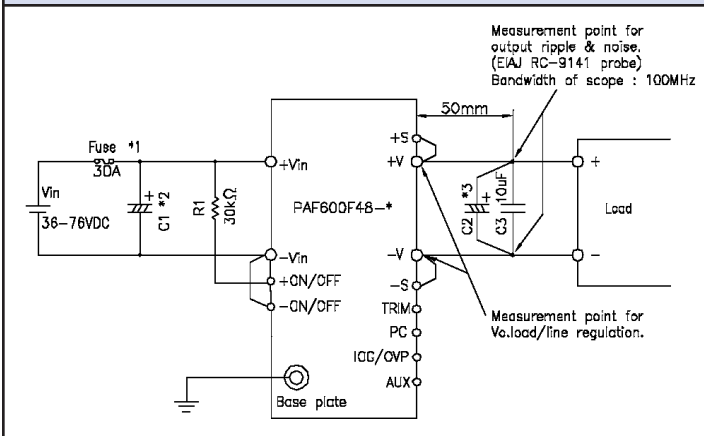 Measurement point for
output ripple & noise.
(EIAJ RC-9141 probe)
Bandwidth of scope : 100MHz
50mm
Fuse *1
30A
+S
+V
+Vin
+
Vin
36-76VDC
+
C1 *2
R1
30kΩ
PAF600F48-*
*3
+
C2
C3
10uF
Load
-Vin
-V
-
+ON/OFF
-S
-ON/OFF
TRIM
Measurement point for
Vo.load/line regulation.
PC
IOG/OVP
AUX
Base plate